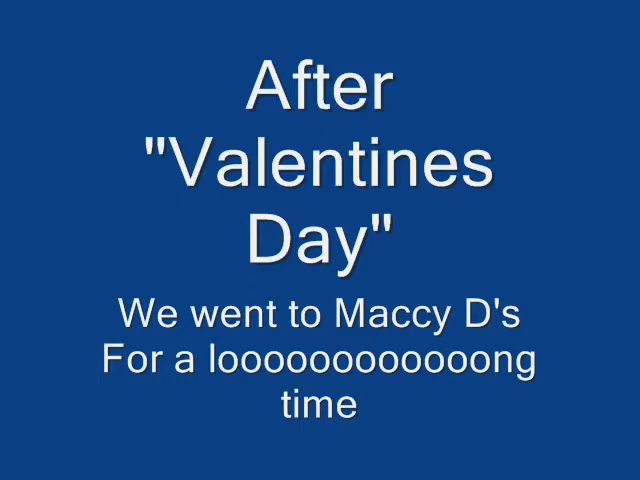 After
"Valentines
Day"
We went to Maccy D's
For a looooooooooooong
time